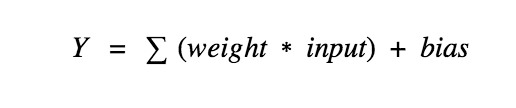 Y = ∑ (weight * input) + bias